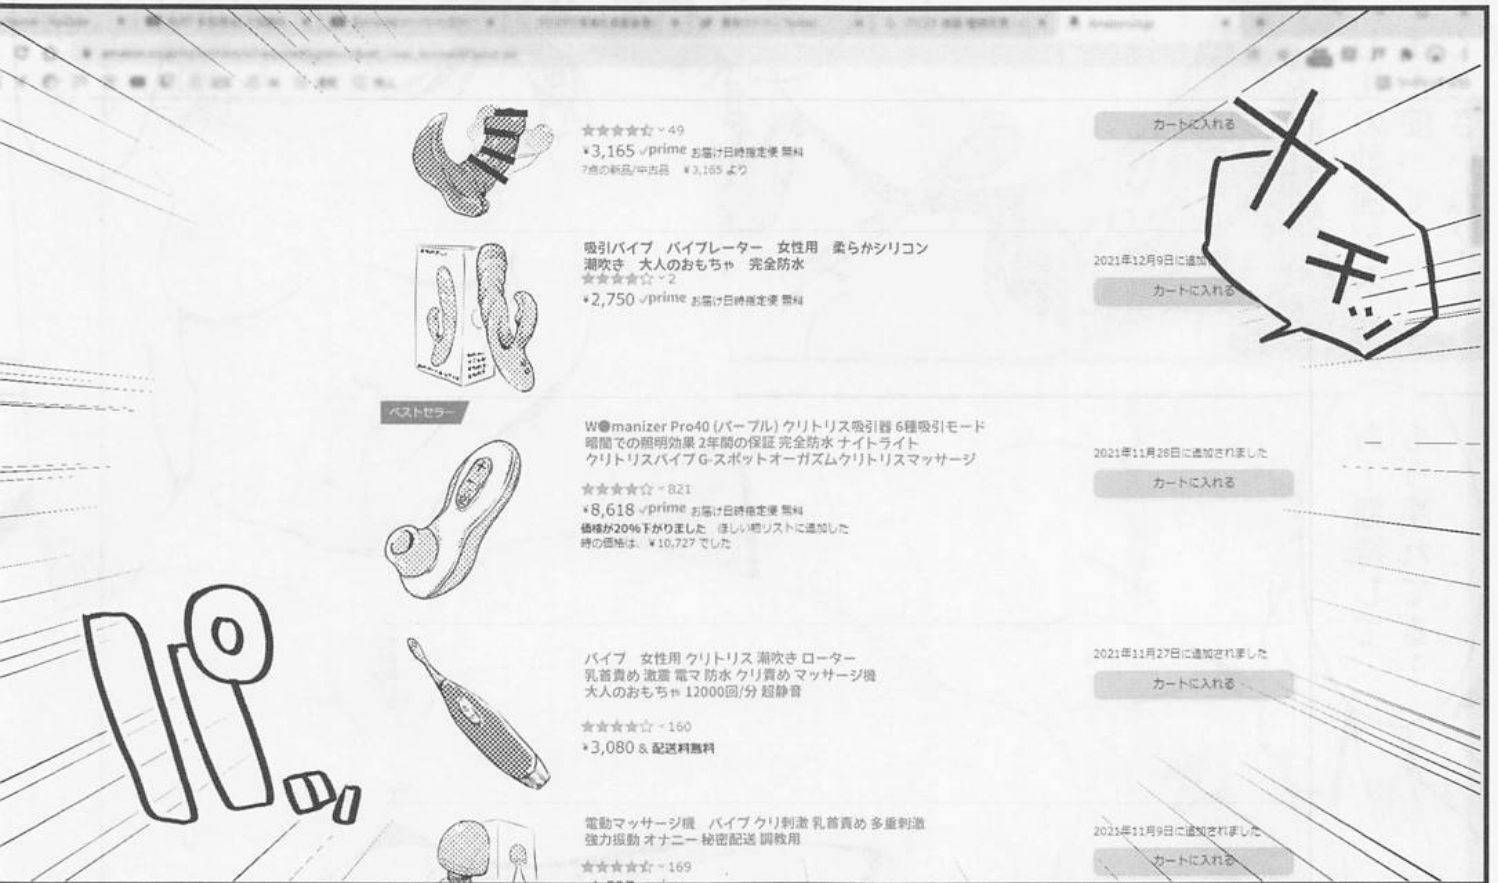 カチッ
49
¥3,165 ✓prime お届け日時指定便 無料
7点の新品/中古品 ¥3,165 より
カートに入れる
吸引バイブ バイブレーター 女性用 柔らかシリコン
潮吹き 大人のおもちゃ 完全防水
2
¥2,750 ✓prime お届け日時指定便 無料
2021年12月9日に追加
カートに入れる
ベストセラー
W●manizer Pro40 (パープル) クリトリス吸引器 6種吸引モード
暗闇での照明効果 2年間の保証 完全防水 ナイトライト
クリトリスバイブ G-スポットオーガズムクリトリスマッサージ
821
¥8,618 ✓prime お届け日時指定便 無料
価格が20%下がりました ほしい物リストに追加した
時の価格は、¥10,727 でした
2021年11月28日に追加されました
カートに入れる
パッ
バイブ 女性用 クリトリス 潮吹き ローター
乳首責め 激震 電マ 防水 クリ責め マッサージ機
大人のおもちゃ 12000回/分 超静音
160
¥3,080 & 配送料無料
2021年11月27日に追加されました
カートに入れる
電動マッサージ機 バイブ クリ刺激 乳首責め 多重刺激
強力振動 オナニー 秘密配送 調教用
169
2021年11月9日に追加されました
カートに入れる